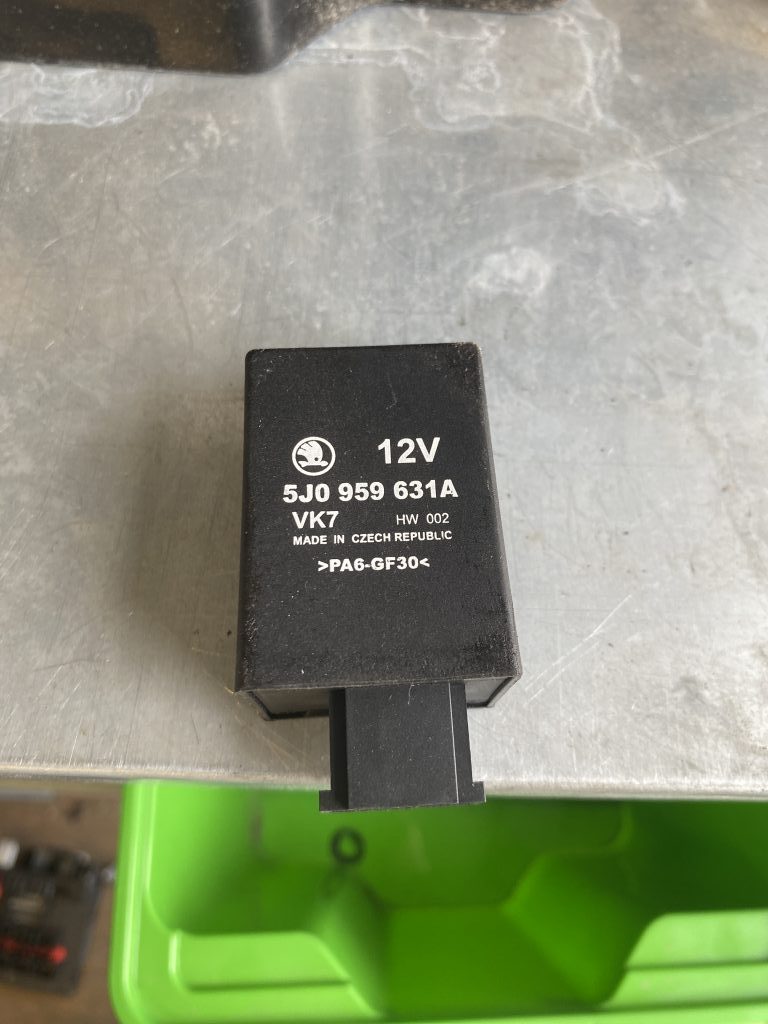 12V
5J0 959 631A
VK7 HW 002
MADE IN CZECH REPUBLIC
>PA6-GF30<